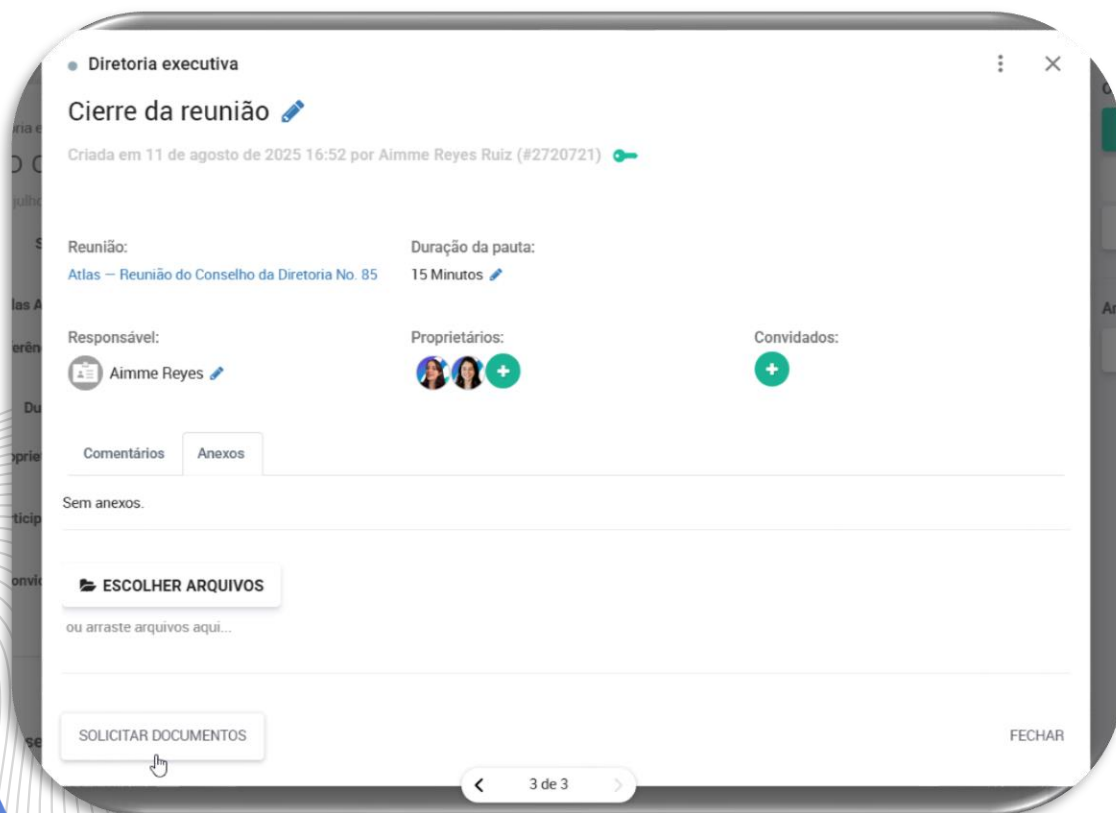 Diretoria executiva
Cierre da reunião
Criada em 11 de agosto de 2025 16:52 por Aimme Reyes Ruiz (#2720721)
Reunião:
Duração da pauta:
Atlas — Reunião do Conselho da Diretoria No. 85
15 Minutos
Responsável:
Proprietários:
Convidados:
Aimme Reyes
Comentários
Anexos
Sem anexos.
ESCOLHER ARQUIVOS
ou arraste arquivos aqui...
SOLICITAR DOCUMENTOS
FECHAR
3 de 3